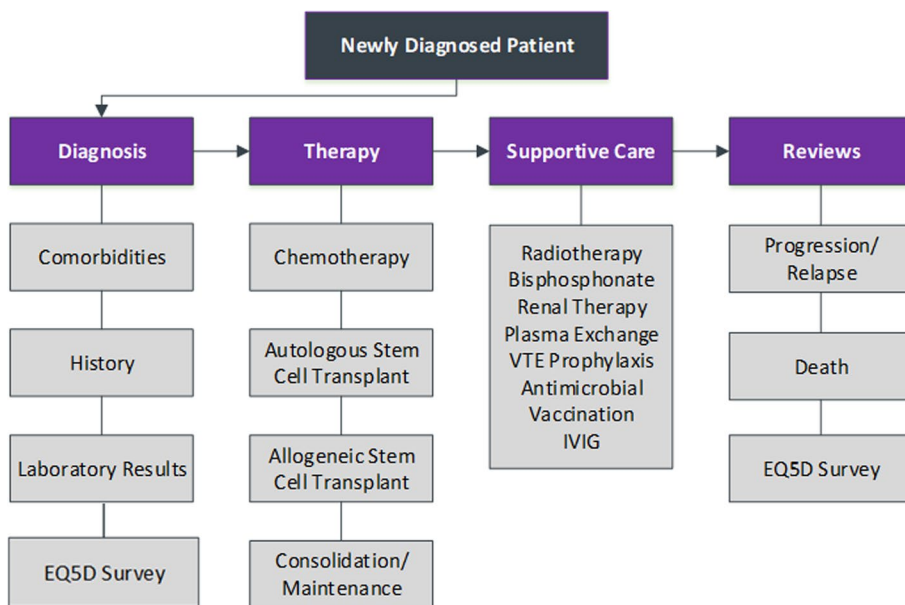 Newly Diagnosed Patient
Diagnosis
Therapy
Supportive Care
Reviews
Comorbidities
History
Laboratory Results
EQ5D Survey
Chemotherapy
Autologous Stem
Cell Transplant
Allogeneic Stem
Cell Transplant
Consolidation/
Maintenance
Radiotherapy
Bisphosphonate
Renal Therapy
Plasma Exchange
VTE Prophylaxis
Antimicrobial
Vaccination
IVIG
Progression/
Relapse
Death
EQ5D Survey